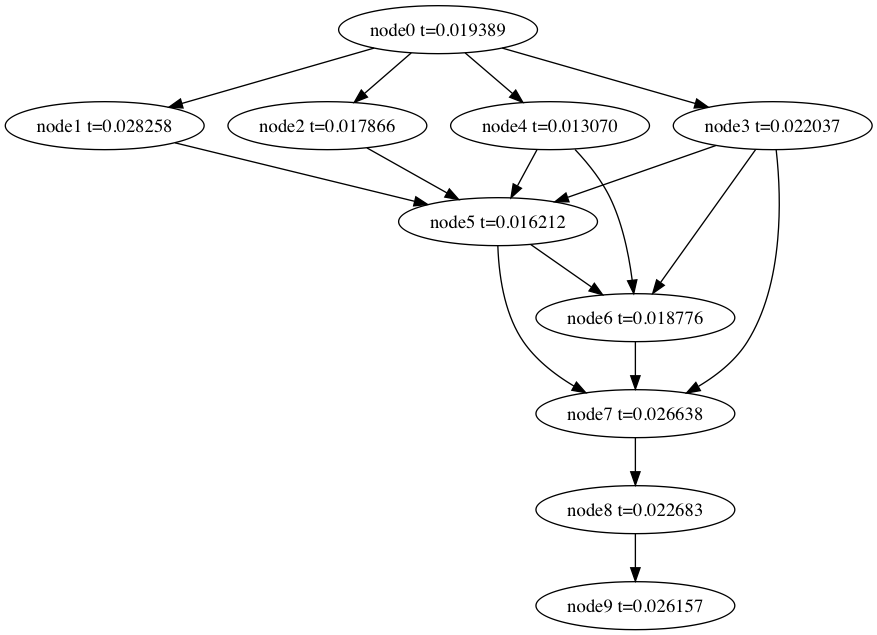 node0 t=0.019389
node1 t=0.028258
node2 t=0.017866
node4 t=0.013070
node3 t=0.022037
node5 t=0.016212
node6 t=0.018776
node7 t=0.026638
node8 t=0.022683
node9 t=0.026157